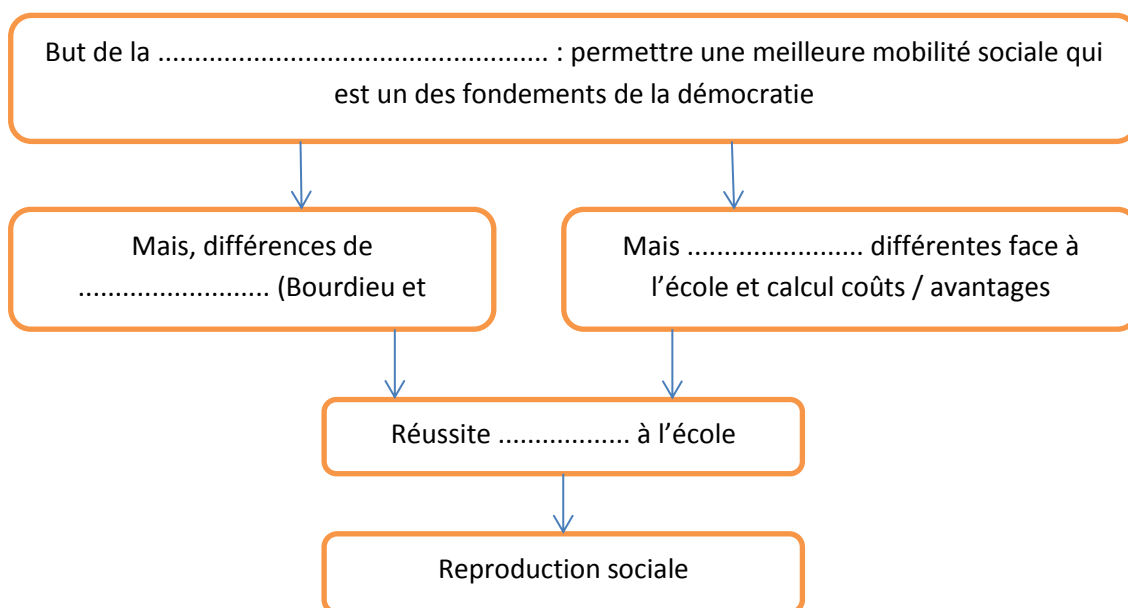 But de la ...................................................... : permettre une meilleure mobilité sociale qui
est un des fondements de la démocratie
Mais, différences de
........................... (Bourdieu et
Mais ........................ différentes face à
l'école et calcul coûts / avantages
Réussite .................. à l'école
Reproduction sociale